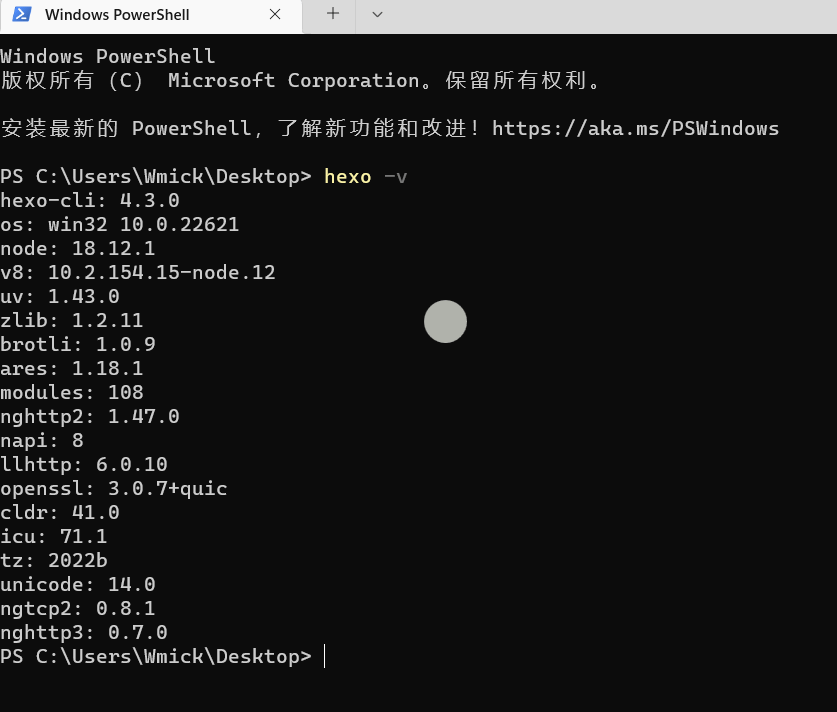 Windows PowerShell
Windows PowerShell
版权所有 (C) Microsoft Corporation。保留所有权利。
安装最新的 PowerShell，了解新功能和改进！https://aka.ms/PSWindows
PS C:\Users\Wmick\Desktop> hexo -v
hexo-cli: 4.3.0
os: win32 10.0.22621
node: 18.12.1
v8: 10.2.154.15-node.12
uv: 1.43.0
zlib: 1.2.11
brotli: 1.0.9
ares: 1.18.1
modules: 108
nghttp2: 1.47.0
napi: 8
llhttp: 6.0.10
openssl: 3.0.7+quic
cldr: 41.0
icu: 71.1
tz: 2022b
unicode: 14.0
ngtcp2: 0.8.1
nghttp3: 0.7.0
PS C:\Users\Wmick\Desktop>